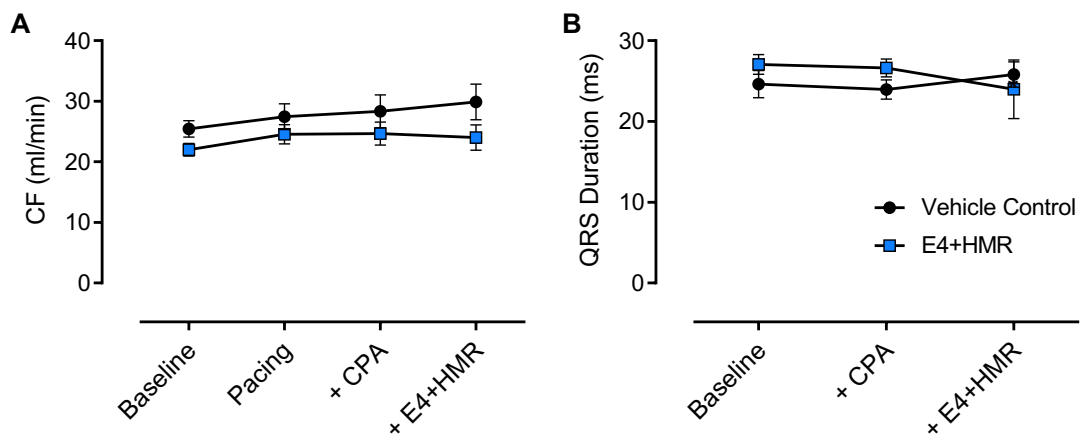 A
CF (ml/min)
40
30
20
10
0
Baseline
Pacing
+ CPA
+ E4+HMR
B
QRS Duration (ms)
30
20
10
0
Vehicle Control
E4+HMR
Baseline
+ CPA
+ E4+HMR